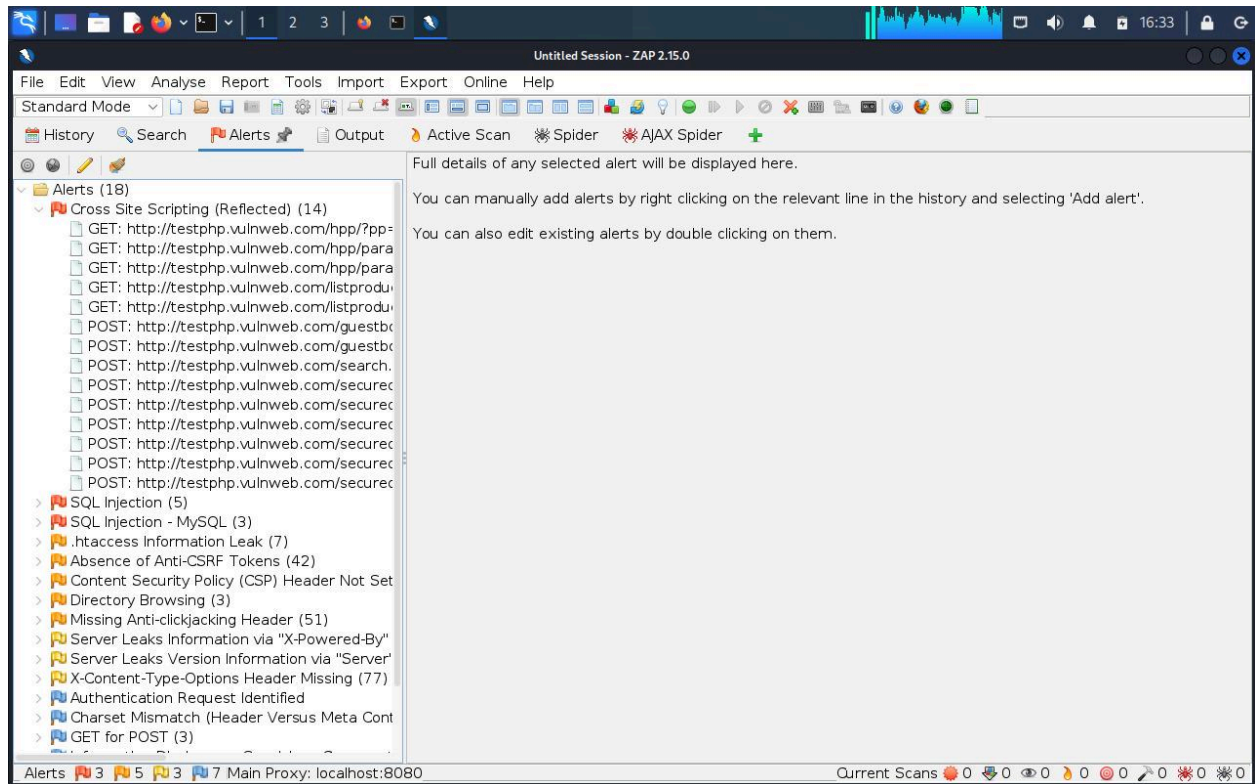 1 2 3 16:33
Untitled Session - ZAP 2.15.0
File Edit View Analyse Report Tools Import Export Online Help
Standard Mode
History Search Alerts Output Active Scan Spider AJAX Spider
Full details of any selected alert will be displayed here.
You can manually add alerts by right clicking on the relevant line in the history and selecting 'Add alert'.
You can also edit existing alerts by double clicking on them.
Alerts (18)
Cross Site Scripting (Reflected) (14)
GET: http://testphp.vulnweb.com/hpp/?pp=
GET: http://testphp.vulnweb.com/hpp/para
GET: http://testphp.vulnweb.com/hpp/para
GET: http://testphp.vulnweb.com/listprodu
GET: http://testphp.vulnweb.com/listprodu
POST: http://testphp.vulnweb.com/guestbo
POST: http://testphp.vulnweb.com/guestbo
POST: http://testphp.vulnweb.com/search.
POST: http://testphp.vulnweb.com/secured
POST: http://testphp.vulnweb.com/secured
POST: http://testphp.vulnweb.com/secured
POST: http://testphp.vulnweb.com/secured
POST: http://testphp.vulnweb.com/secured
POST: http://testphp.vulnweb.com/secured
SQL Injection (5)
SQL Injection - MySQL (3)
.htaccess Information Leak (7)
Absence of Anti-CSRF Tokens (42)
Content Security Policy (CSP) Header Not Set
Directory Browsing (3)
Missing Anti-clickjacking Header (51)
Server Leaks Information via "X-Powered-By"
Server Leaks Version Information via "Server"
X-Content-Type-Options Header Missing (77)
Authentication Request Identified
Charset Mismatch (Header Versus Meta Cont
GET for POST (3)
Alerts 3 5 3 7 Main Proxy: localhost:8080 Current Scans 0 0 0 0 0 0 0 0